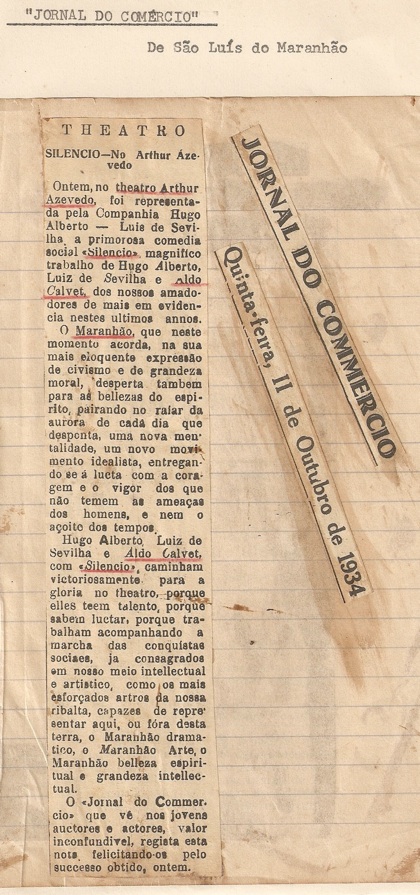 "JORNAL DO COMÉRCIO"
De São Luís do Maranhão
THEATRO
SILENCIO—No Arthur Aze-
vedo
Ontem, no theatro Arthur
Azevedo, foi representa-
da pela Companhia Hugo
Alberto — Luis de Sevi-
lha a primorosa comedia
social «Silencio», magnifico
trabalho de Hugo Alberto,
Luiz de Sevilha e Aldo
Calvet, dos nossos amado-
dores de mais em eviden-
cia nestes ultimos annos.
O Maranhão, que neste
momento acorda, na sua
mais eloquente expressão
de civismo e de grandeza
moral, desperta tambem
para as bellezas do espi-
rito, pairando no raiar da
aurora de cada dia que
desponta, uma nova men-
talidade, um novo movi-
mento idealista, entregan-
do se á lucta com a cora-
gem e o vigor dos que
não temem as ameaças
dos homens, e nem o
açoite dos tempos.
Hugo Alberto, Luiz de
Sevilha e Aldo Calvet,
com «Silencio», caminham
victoriosamente para a
gloria no theatro, porque
elles teem talento, porque
sabem luctar, porque tra-
balham acompanhando a
marcha das conquistas
sociaes, ja consagrados
em nosso meio intellectual
e artistico, como os mais
esforçados artros da nossa
ribalta, capazes de repre-
sentar aqui, ou fóra desta
terra, o Maranhão drama-
tico, o Maranhão Arte, o
Maranhão belleza espiri-
tual e grandeza intellec-
tual.
O «Jornal do Commer-
cio» que vê nos jovens
auctores e actores, valor
inconfundivel, regista esta
nota, felicitando-os pelo
successo obtido, ontem.
JORNAL DO COMMERCIO
Quinta-feira, 11 de Outubro de 1934